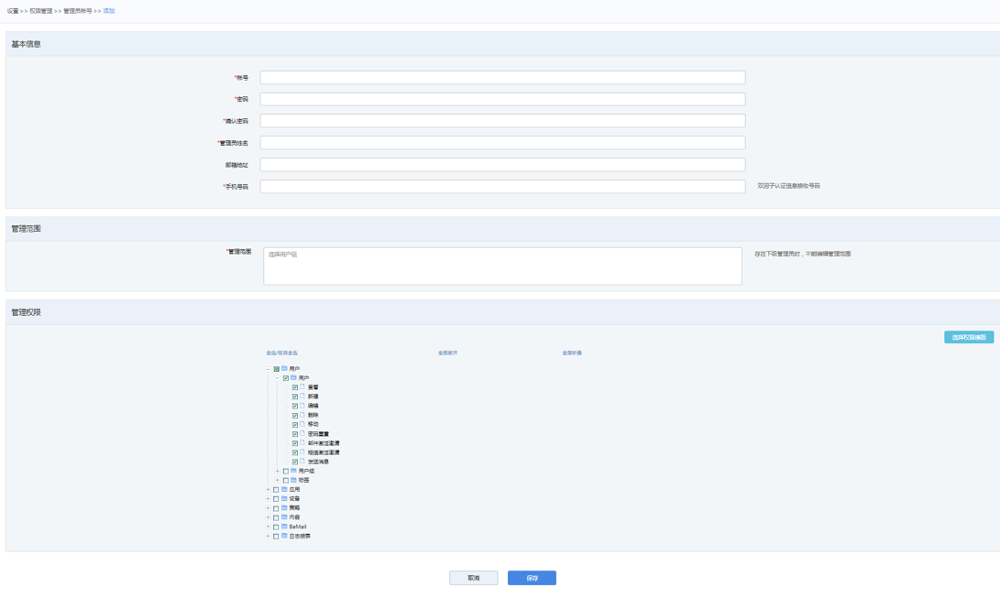 设置 >> 权限管理 >> 管理员帐号 >> 添加
基本信息
*帐号
*密码
*确认密码
*管理员姓名
邮箱地址
*手机号码 双因子认证信息接收号码
管理范围
*管理范围 选择用户组 存在下级管理员时，不能编辑管理范围
管理权限
选择权限模板
全选/取消全选 全部展开 全部折叠
用户
用户
查看
新建
编辑
删除
移动
密码重置
邮件激活邀请
短信激活邀请
发送消息
用户组
标签
应用
设备
策略
内容
BeMail
日志报表
取消 保存